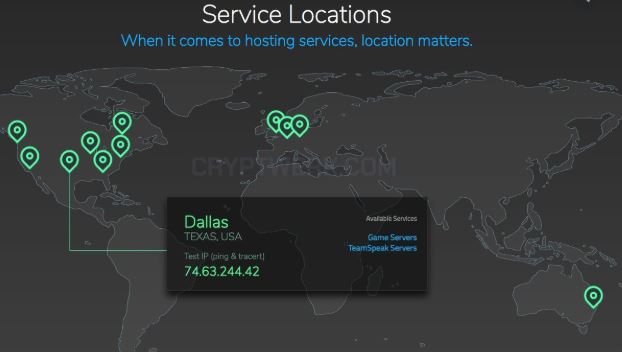 Service Locations
When it comes to hosting services, location matters.
CRYPTWERK.COM
Dallas
TEXAS, USA
Test IP (ping & tracert)
74.63.244.42
Available Services
Game Servers
TeamSpeak Servers